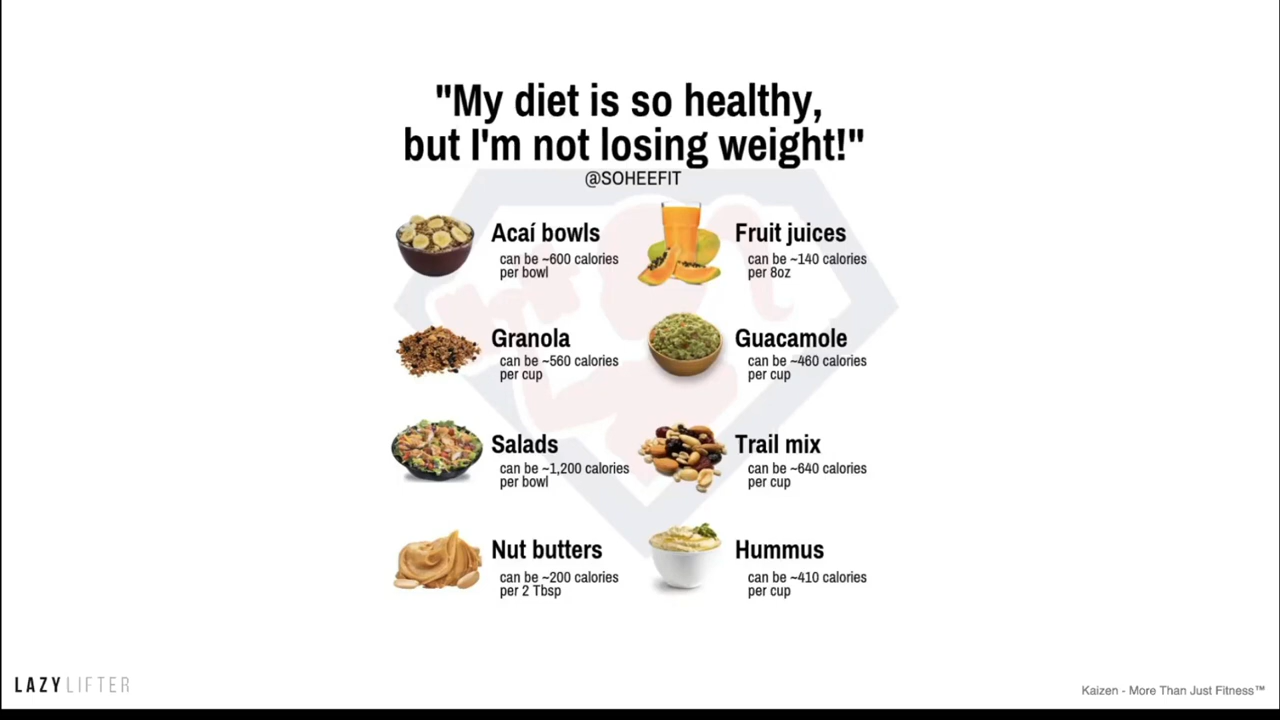 "My diet is so healthy,
but I'm not losing weight!"
@SOHEEFIT
Acaí bowls
can be ~600 calories
per bowl
Fruit juices
can be ~140 calories
per 8oz
Granola
can be ~560 calories
per cup
Guacamole
can be ~460 calories
per cup
Salads
can be ~1,200 calories
per bowl
Trail mix
can be ~640 calories
per cup
Nut butters
can be ~200 calories
per 2 Tbsp
Hummus
can be ~410 calories
per cup
LAZYLIFTER
Kaizen - More Than Just Fitness™